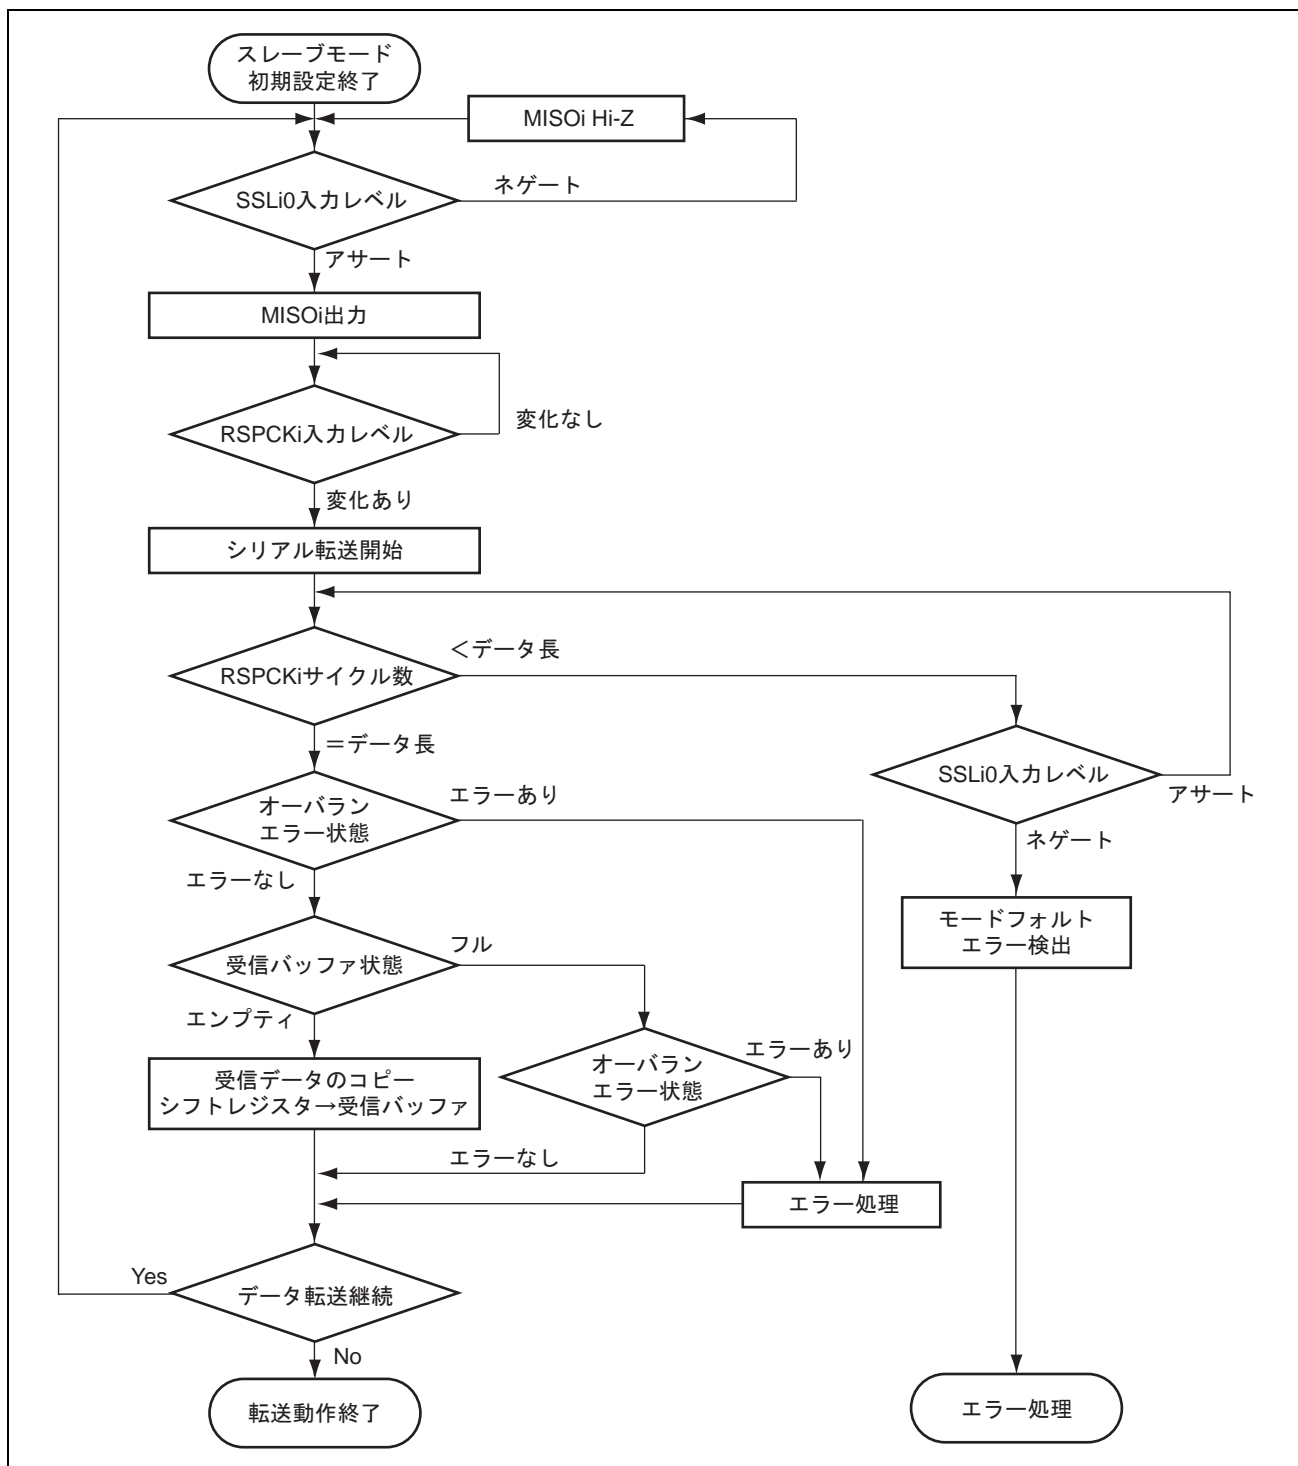 スレーブモード
初期設定終了
MISOi Hi-Z
SSLi0入力レベル
ネゲート
アサート
MISOi出力
RSPCKi入力レベル
変化なし
変化あり
シリアル転送開始
RSPCKiサイクル数
＜データ長
＝データ長
SSLi0入力レベル
アサート
ネゲート
オーバラン
エラー状態
エラーあり
エラーなし
モードフォルト
エラー検出
受信バッファ状態
フル
エンプティ
オーバラン
エラー状態
エラーあり
受信データのコピー
シフトレジスタ→受信バッファ
エラーなし
エラー処理
データ転送継続
Yes
No
転送動作終了
エラー処理